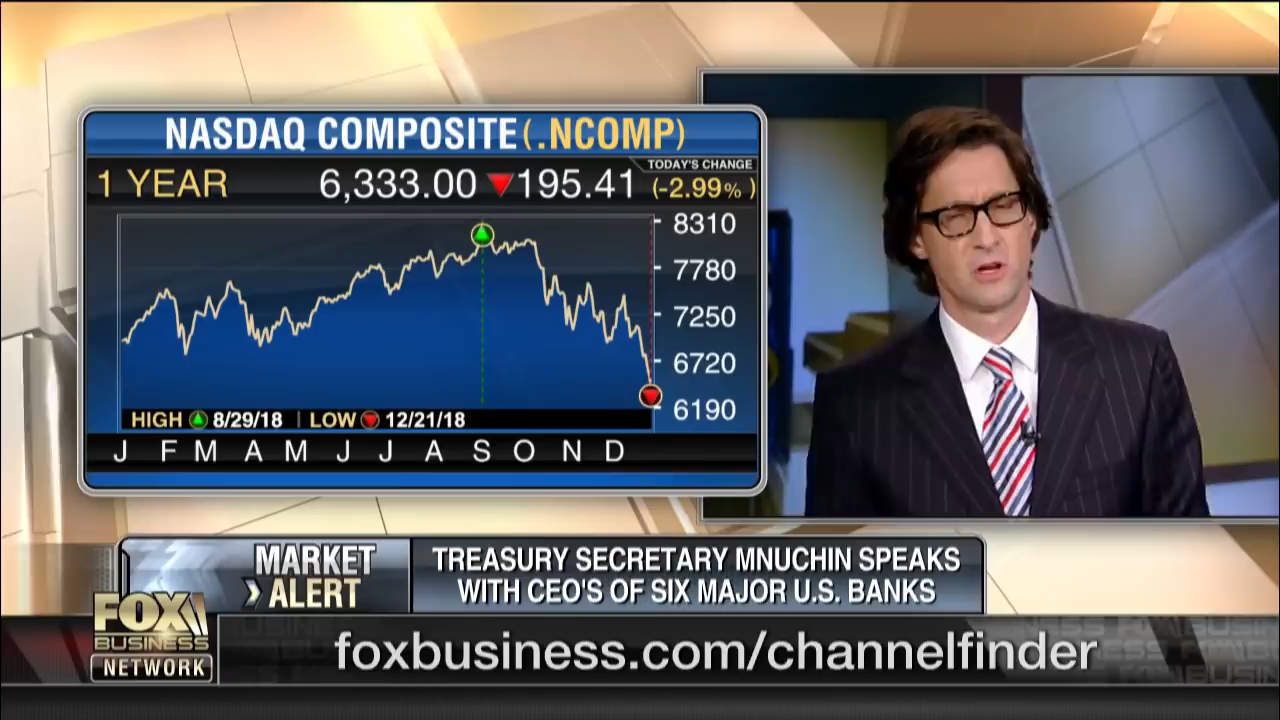 NASDAQ COMPOSITE(.NCOMP)
TODAY'S CHANGE
1 YEAR 6,333.00 ▼195.41 (-2.99%)
8310
7780
7250
6720
6190
HIGH 8/29/18 | LOW 12/21/18
J F M A M J J A S O N D
MARKET
ALERT
TREASURY SECRETARY MNUCHIN SPEAKS
WITH CEO'S OF SIX MAJOR U.S. BANKS
FOX
BUSINESS
NETWORK
foxbusiness.com/channelfinder